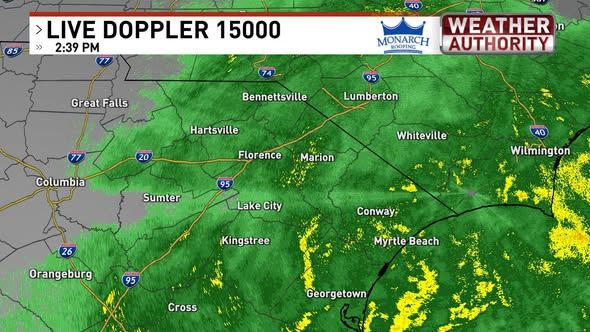 LIVE DOPPLER 15000
2:39 PM
MONARCH
ROOFING
WEATHER
AUTHORITY
40
40
85
77
74
95
Great Falls
Bennettsville
Lumberton
Hartsville
Whiteville
40
77
20
Florence
Marion
Wilmington
Columbia
95
Sumter
Lake City
Conway
Kingstree
Myrtle Beach
26
Orangeburg
95
Georgetown
Cross